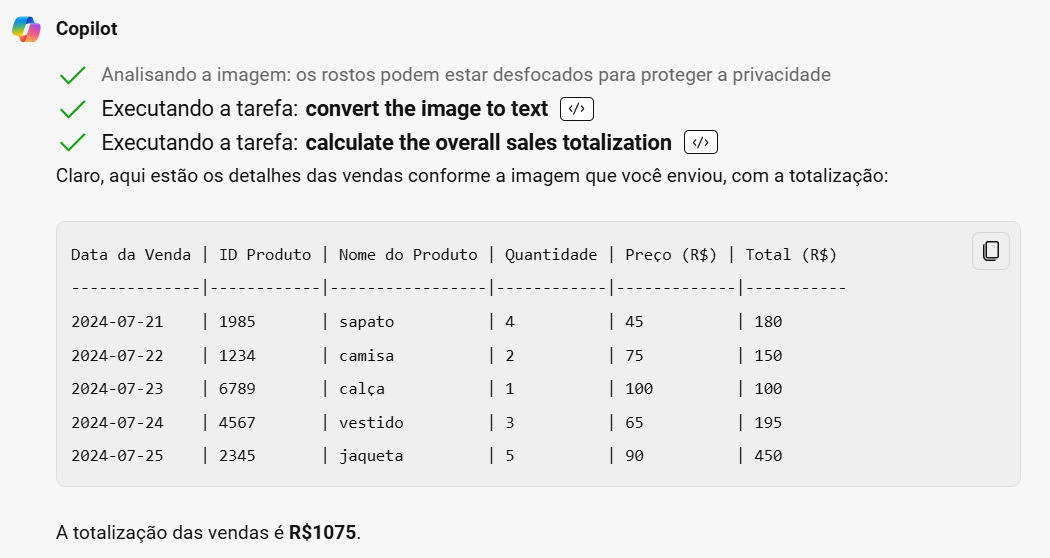 Copilot
Analisando a imagem: os rostos podem estar desfocados para proteger a privacidade
Executando a tarefa: convert the image to text </>
Executando a tarefa: calculate the overall sales totalization </>
Claro, aqui estão os detalhes das vendas conforme a imagem que você enviou, com a totalização:
Data da Venda | ID Produto | Nome do Produto | Quantidade | Preço (R$) | Total (R$)
--------------|------------|-----------------|------------|-------------|-----------
2024-07-21    | 1985       | sapato          | 4          | 45          | 180
2024-07-22    | 1234       | camisa          | 2          | 75          | 150
2024-07-23    | 6789       | calça           | 1          | 100         | 100
2024-07-24    | 4567       | vestido         | 3          | 65          | 195
2024-07-25    | 2345       | jaqueta         | 5          | 90          | 450
A totalização das vendas é R$1075.